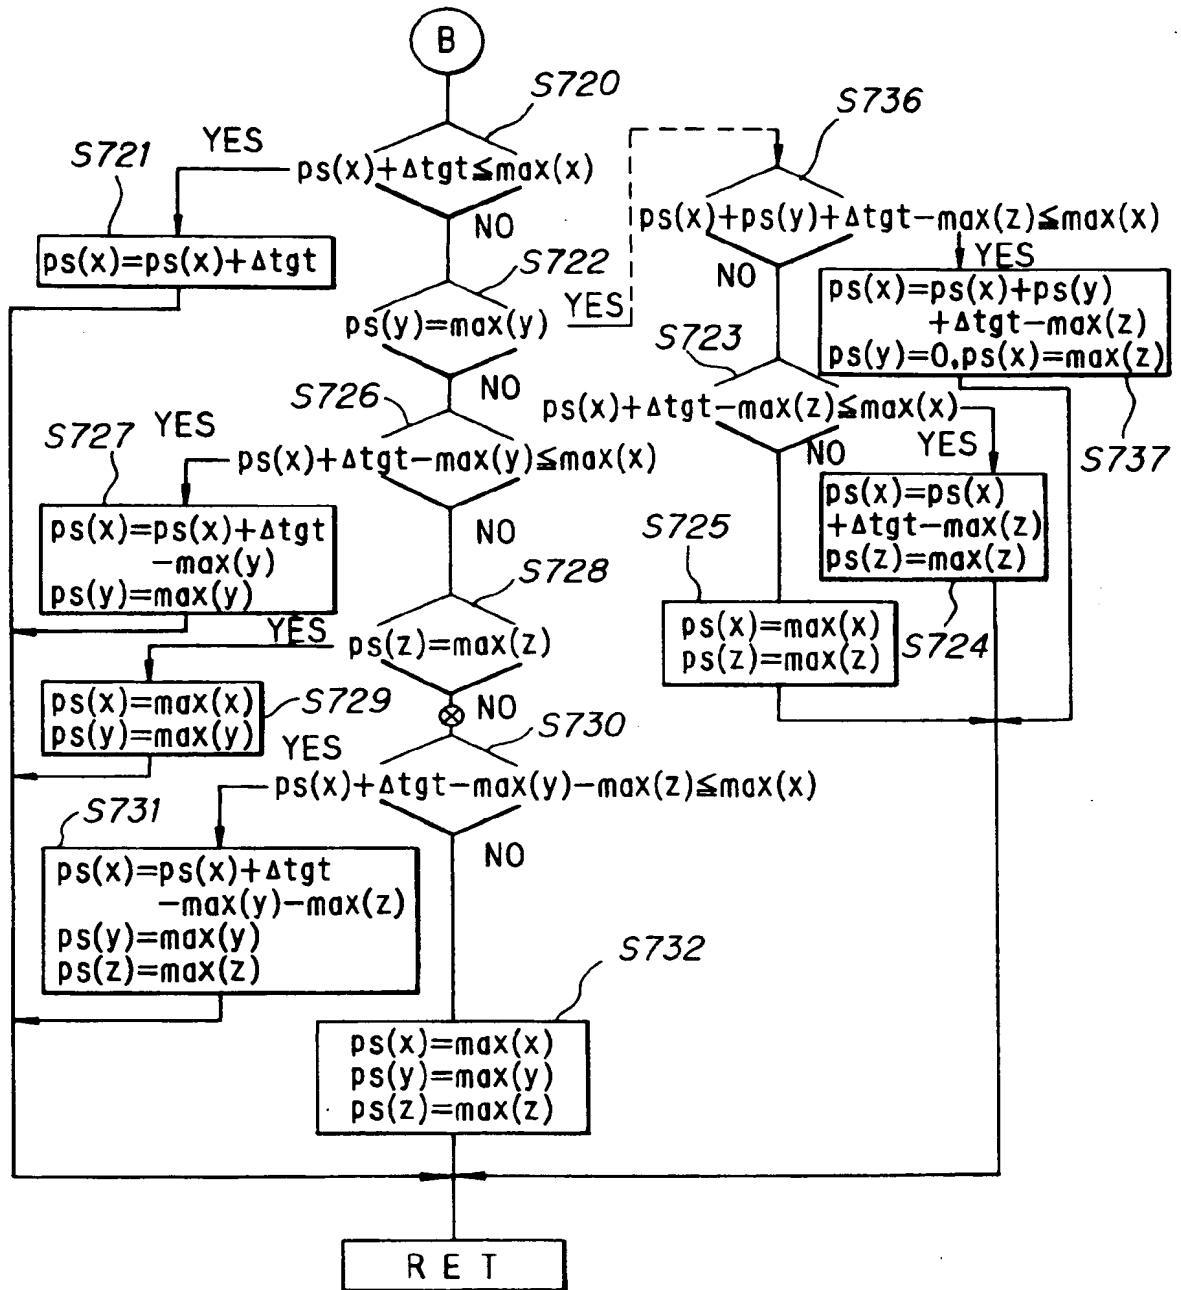 B
S720
YES
ps(x)+Δtgt≦max(x)
NO
S721
ps(x)=ps(x)+Δtgt
S722
ps(y)=max(y)
YES
NO
S736
ps(x)+ps(y)+Δtgt-max(z)≦max(x)
YES
NO
ps(x)=ps(x)+ps(y)
+Δtgt-max(z)
ps(y)=0,ps(x)=max(z)
S737
S723
ps(x)+Δtgt-max(z)≦max(x)
YES
NO
ps(x)=ps(x)
+Δtgt-max(z)
ps(z)=max(z)
S724
S725
ps(x)=max(x)
ps(z)=max(z)
S726
YES
ps(x)+Δtgt-max(y)≦max(x)
NO
S727
ps(x)=ps(x)+Δtgt
-max(y)
ps(y)=max(y)
S728
YES
ps(z)=max(z)
NO
ps(x)=max(x)
ps(y)=max(y)
S729
S730
YES
ps(x)+Δtgt-max(y)-max(z)≦max(x)
NO
S731
ps(x)=ps(x)+Δtgt
-max(y)-max(z)
ps(y)=max(y)
ps(z)=max(z)
S732
ps(x)=max(x)
ps(y)=max(y)
ps(z)=max(z)
RET